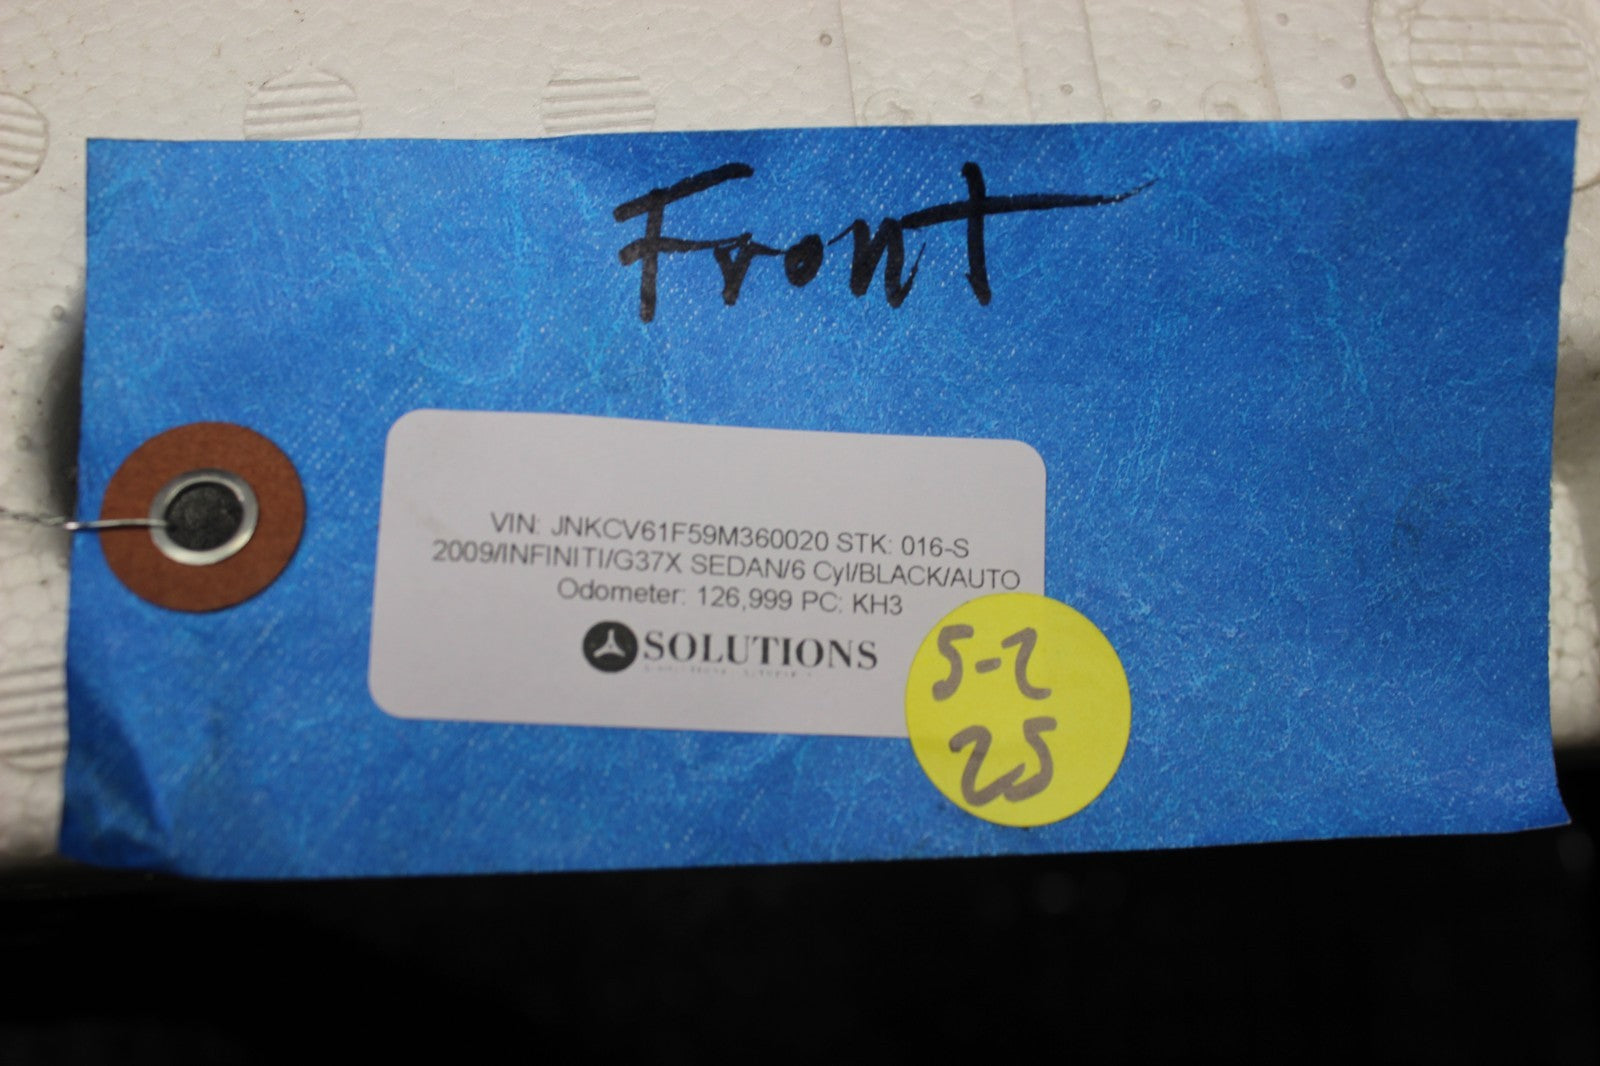 Front
VIN: JNKCV61F59M360020 STK: 016-S
2009/INFINITI/G37X SEDAN/6 Cyl/BLACK/AUTO
Odometer: 126,999 PC: KH3
SOLUTIONS
5-2
25